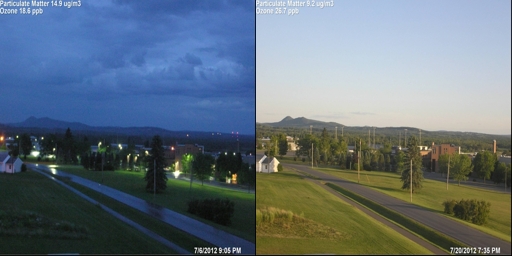 Particulate Matter 14.9 ug/m3
Ozone 18.6 ppb
7/6/2012 9:05 PM
Particulate Matter 9.2 ug/m3
Ozone 26.7 ppb
7/20/2012 7:35 PM